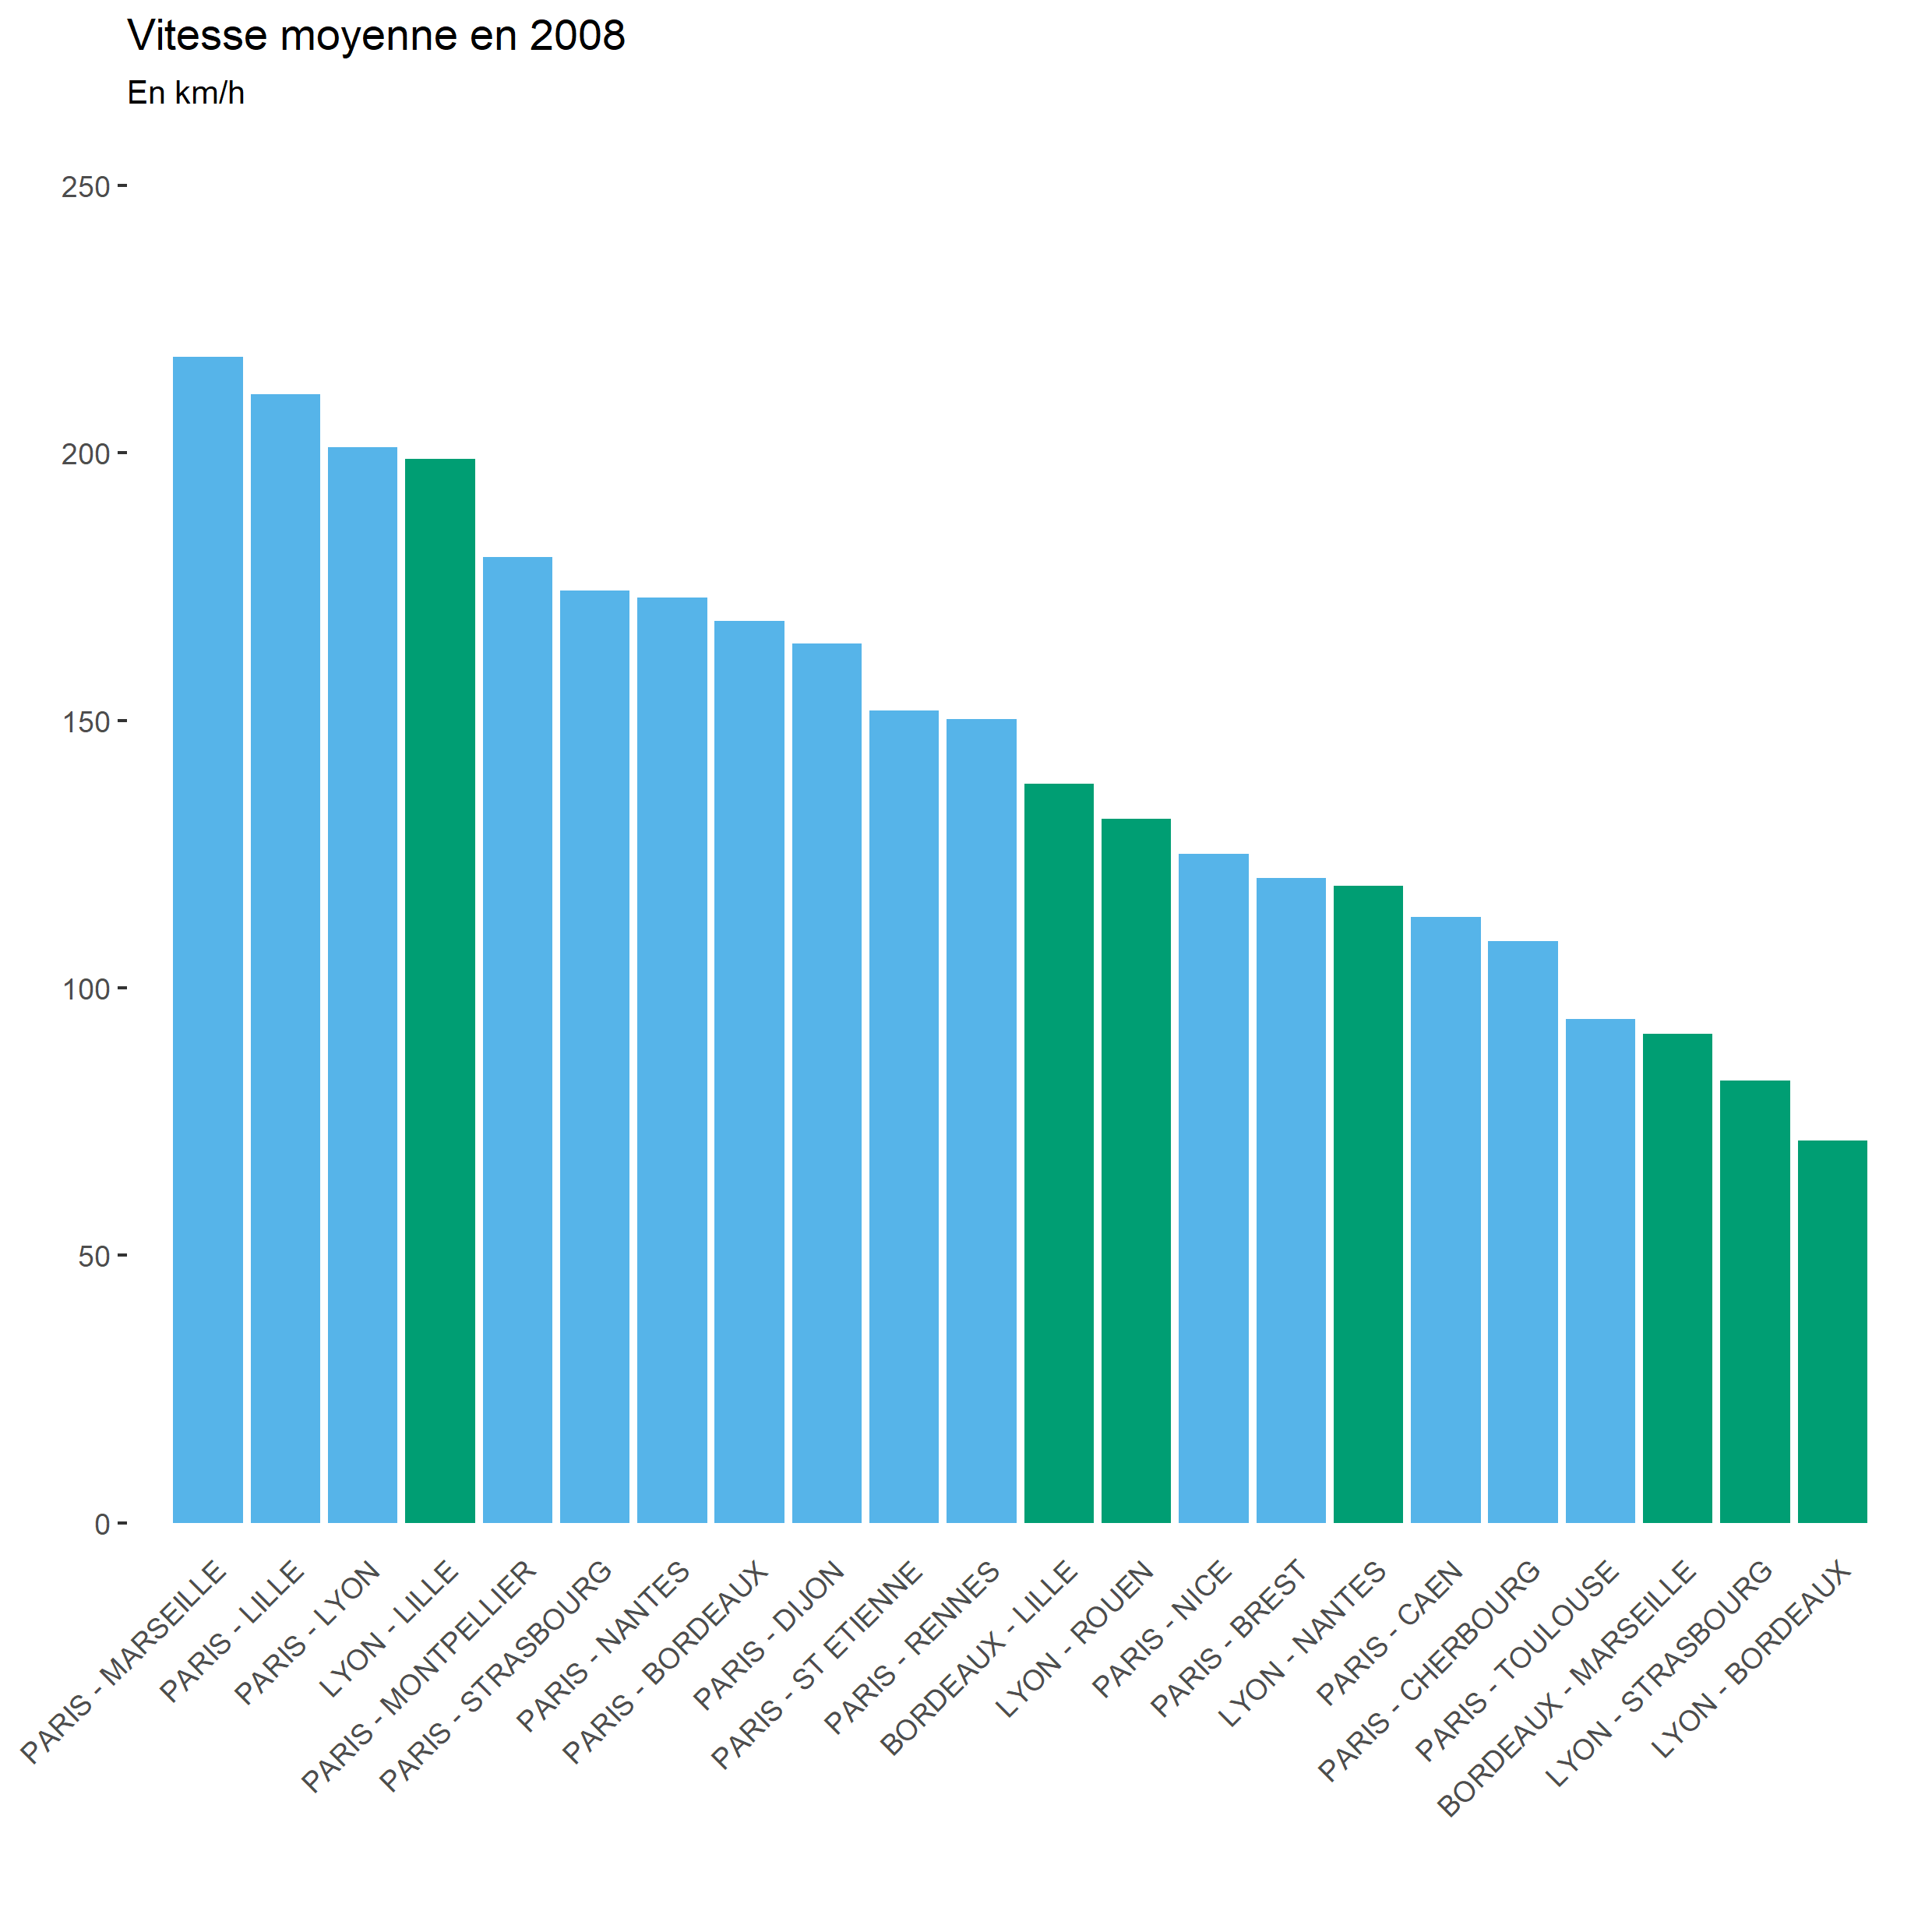 Vitesse moyenne en 2008
En km/h
250
200
150
100
50
0
PARIS - MARSEILLE
PARIS - LILLE
PARIS - LYON
LYON - LILLE
PARIS - MONTPELLIER
PARIS - STRASBOURG
PARIS - NANTES
PARIS - BORDEAUX
PARIS - DIJON
PARIS - ST ETIENNE
PARIS - RENNES
BORDEAUX - LILLE
LYON - ROUEN
PARIS - NICE
PARIS - BREST
LYON - NANTES
PARIS - CAEN
PARIS - CHERBOURG
PARIS - TOULOUSE
BORDEAUX - MARSEILLE
LYON - STRASBOURG
LYON - BORDEAUX